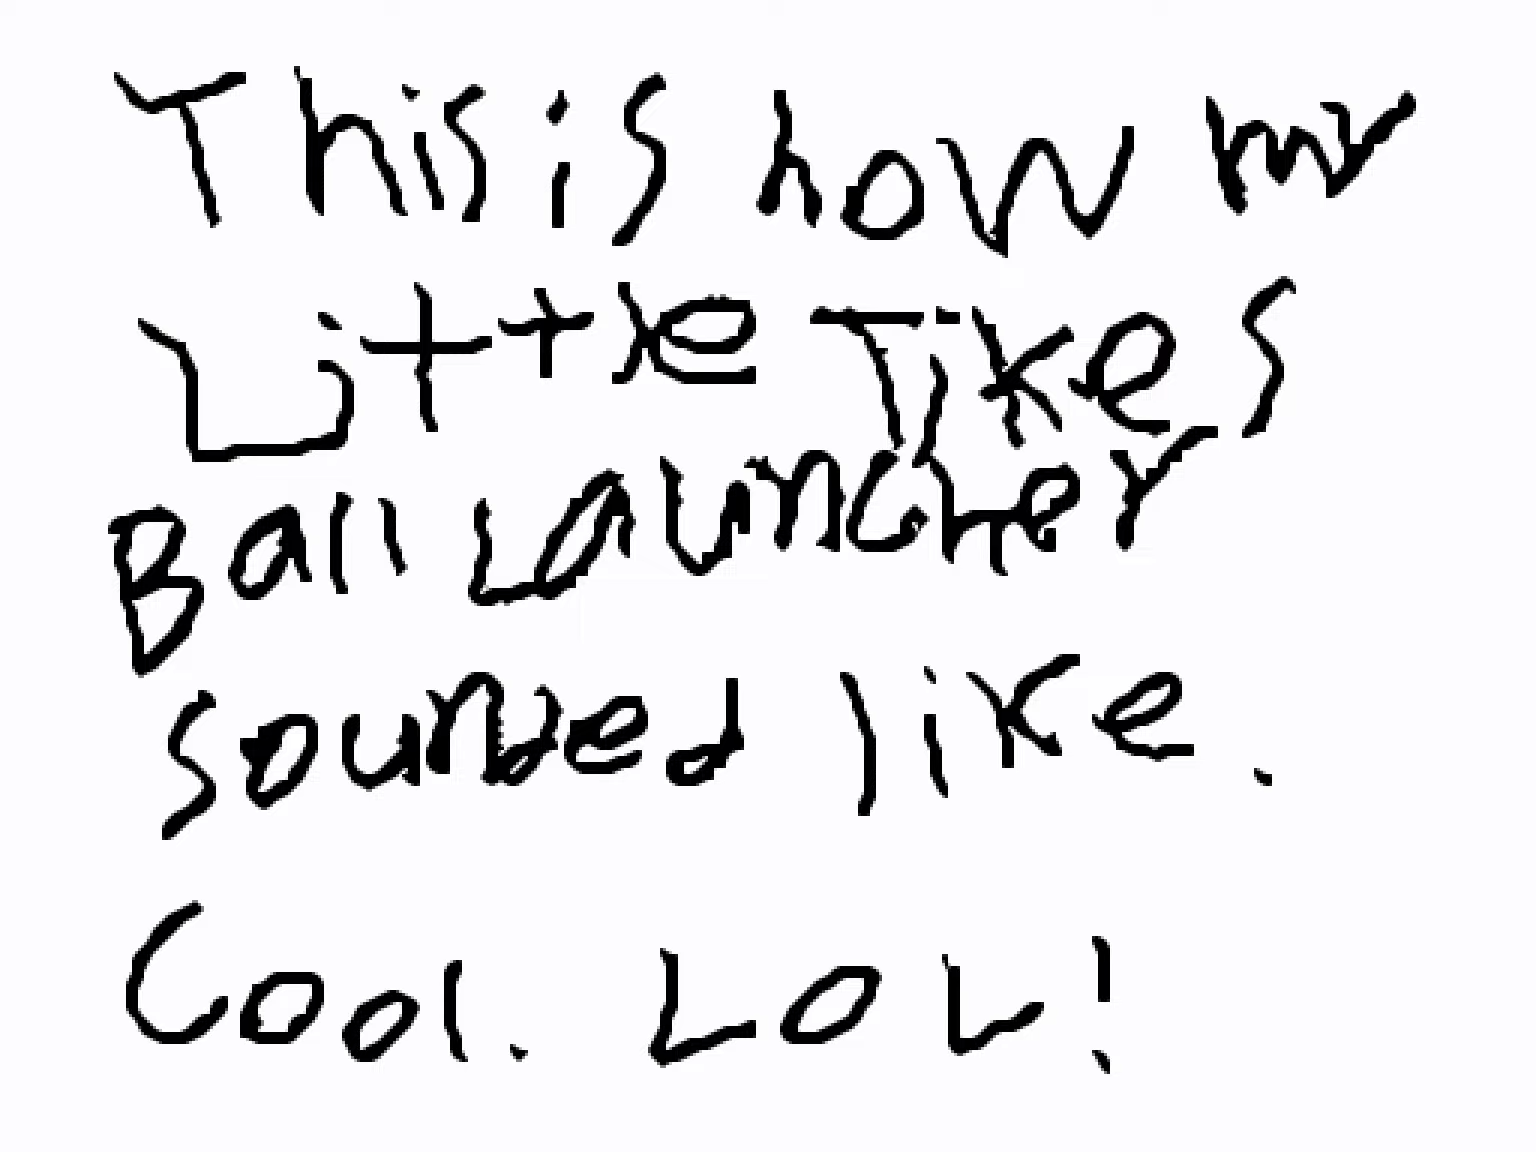 This is how my
Little Tikes
Ball Launcher
sounded like.
Cool. LOL!